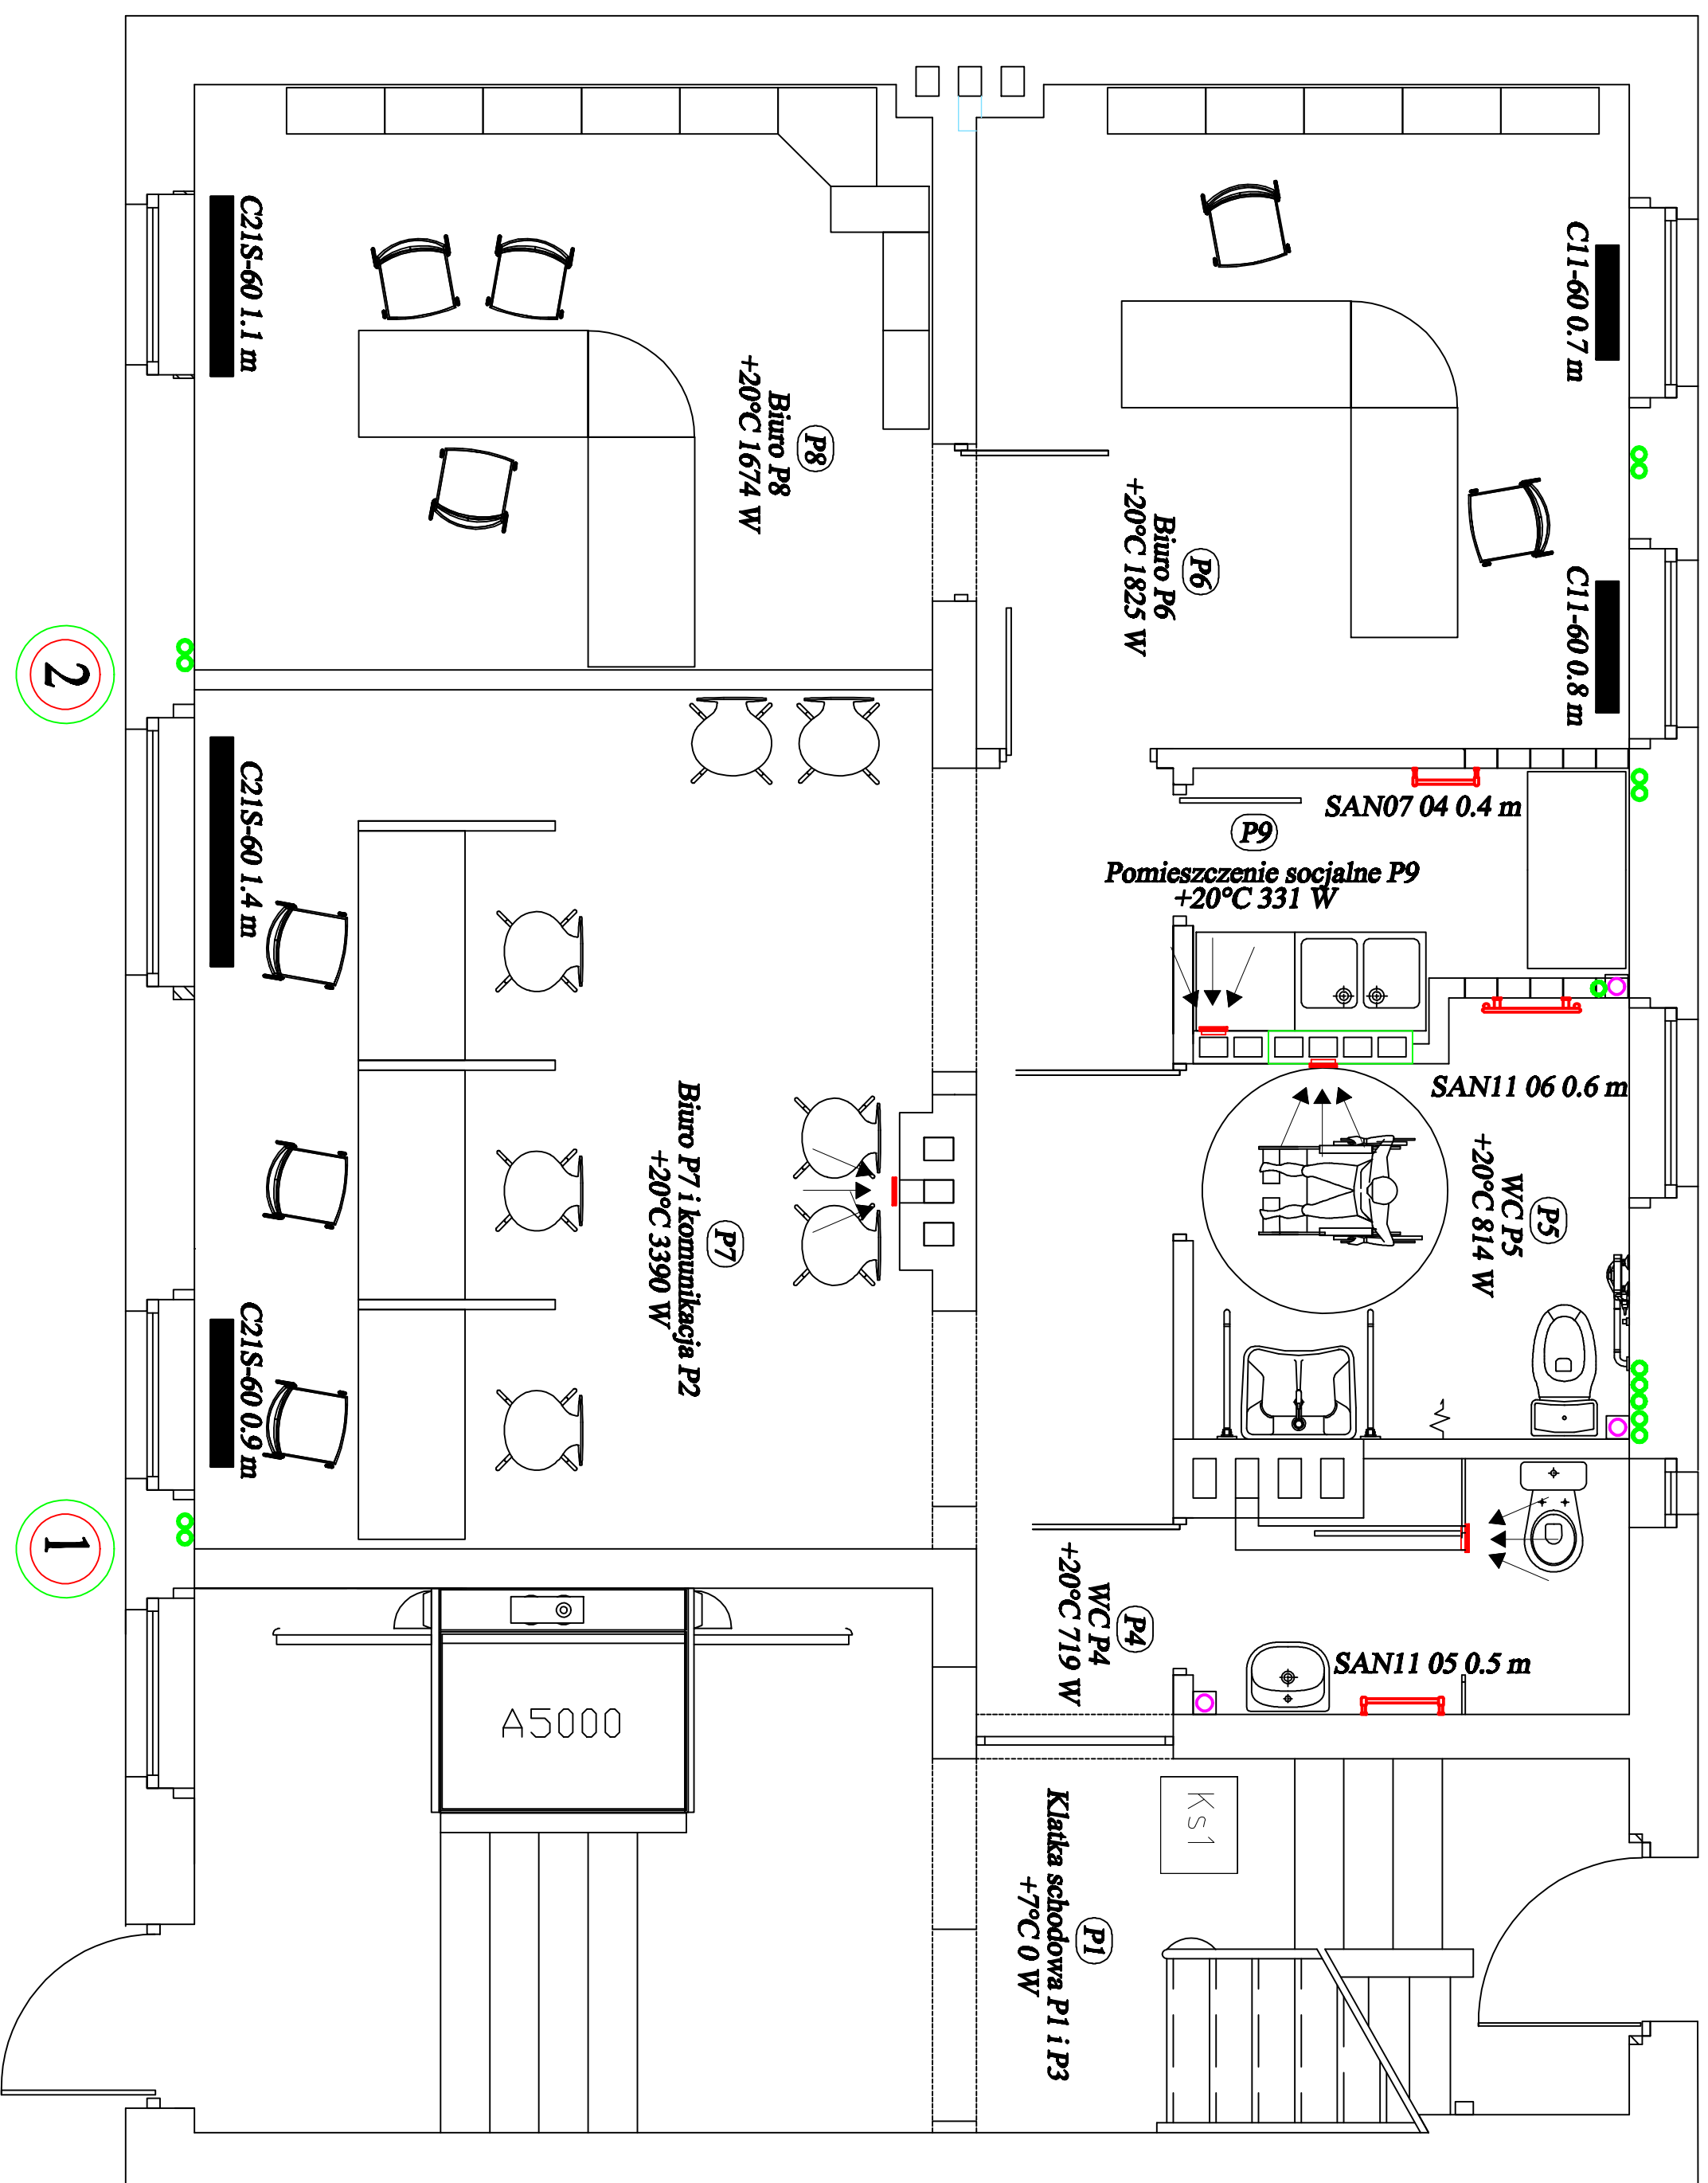 C21S-60 1.1 m
P8
Biuro P8
+20°C 1674 W
C11-60 0.7 m
P6
Biuro P6
+20°C 1825 W
C11-60 0.8 m
2
SAN07 04 0.4 m
P9
Pomieszczenie socjalne P9
+20°C 331 W
C21S-60 1.4 m
SAN11 06 0.6 m
P5
WC P5
+20°C 814 W
P7
Biuro P7 i komunikacja P2
+20°C 3390 W
C21S-60 0.9 m
1
P4
WC P4
+20°C 719 W
SAN11 05 0.5 m
A5000
Ks1
P1
Klatka schodowa P1 i P3
+7°C 0 W